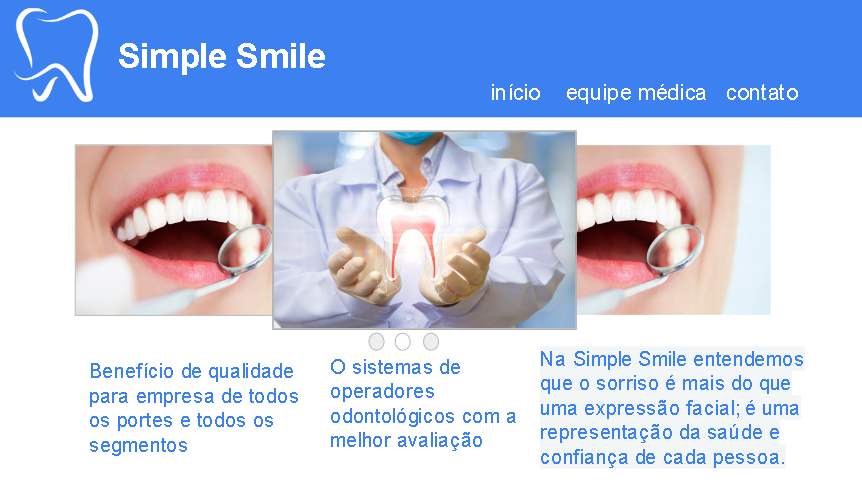 Simple Smile
início equipe médica contato
Benefício de qualidade
para empresa de todos
os portes e todos os
segmentos
O sistemas de
operadores
odontológicos com a
melhor avaliação
Na Simple Smile entendemos
que o sorriso é mais do que
uma expressão facial; é uma
representação da saúde e
confiança de cada pessoa.